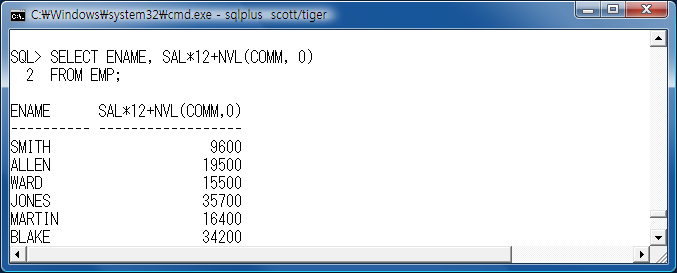 C:₩Windows₩system32₩cmd.exe - sqlplus  scott/tiger
SQL> SELECT ENAME, SAL*12+NVL(COMM, 0)
  2  FROM EMP;
ENAME      SAL*12+NVL(COMM,0)
---------- ------------------
SMITH                    9600
ALLEN                   19500
WARD                    15500
JONES                   35700
MARTIN                  16400
BLAKE                   34200